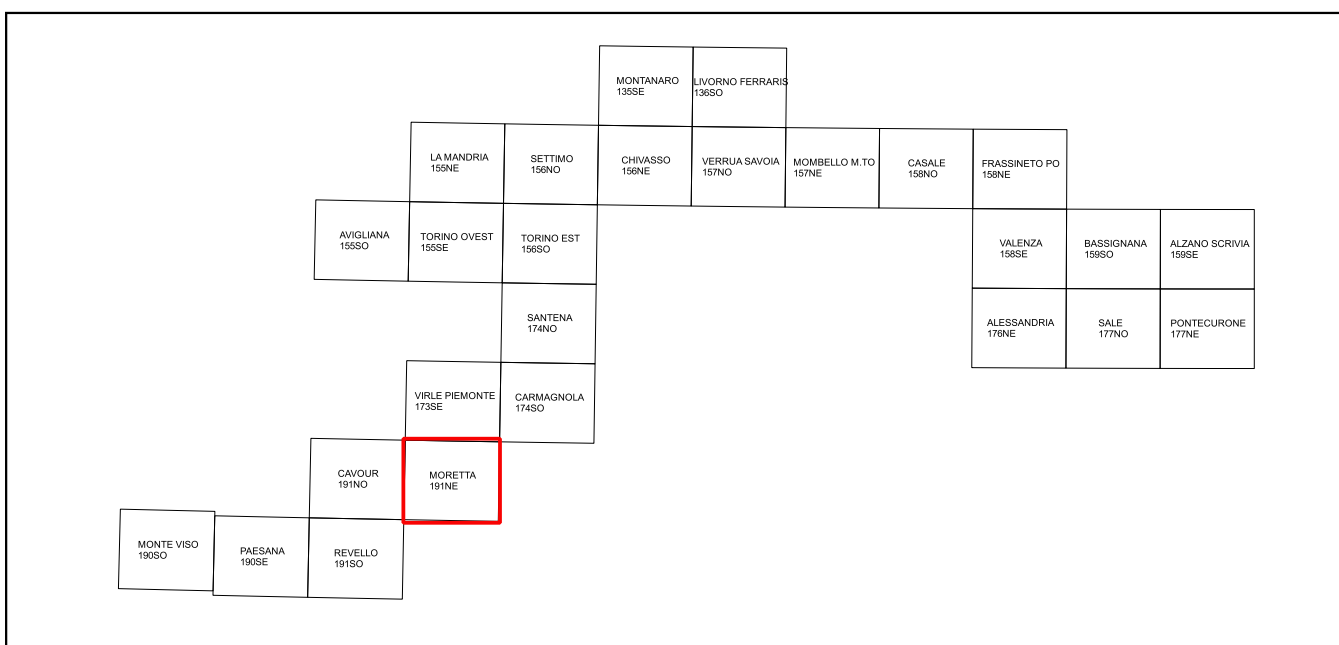 MONTANARO
135SE
LIVORNO FERRARIS
136SO
LA MANDRIA
155NE
SETTIMO
156NO
CHIVASSO
156NE
VERRUA SAVOIA
157NO
MOMBELLO M.TO
157NE
CASALE
158NO
FRASSINETO PO
158NE
AVIGLIANA
155SO
TORINO OVEST
155SE
TORINO EST
156SO
VALENZA
158SE
BASSIGNANA
159SO
ALZANO SCRIVIA
159SE
SANTENA
174NO
ALESSANDRIA
176NE
SALE
177NO
PONTECURONE
177NE
VIRLE PIEMONTE
173SE
CARMAGNOLA
174SO
CAVOUR
191NO
MORETTA
191NE
MONTE VISO
190SO
PAESANA
190SE
REVELLO
191SO